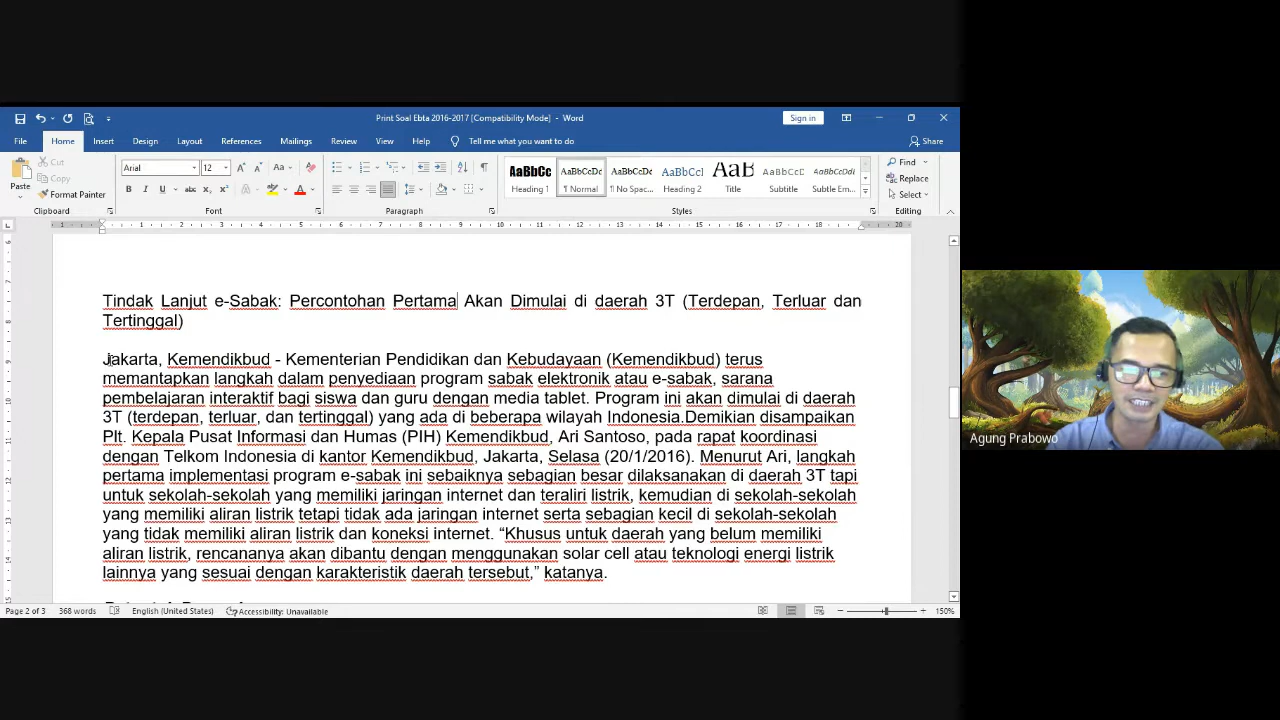 Print Soal Ebta 2016-2017 [Compatibility Mode] - Word
Sign in
File Home Insert Design Layout References Mailings Review View Help Tell me what you want to do Share
Paste
Cut
Copy
Format Painter
Clipboard
Arial 12
Font
Paragraph
AaBbCc AaBbCcDc AaBbCcDc AaBbCcI AaB AaBbCcD AaBbCcDt
Heading 1 ¶ Normal ¶ No Spac... Heading 2 Title Subtitle Subtle Em...
Styles
Find
Replace
Select
Editing
Tindak Lanjut e-Sabak: Percontohan Pertama Akan Dimulai di daerah 3T (Terdepan, Terluar dan
Tertinggal)
Jakarta, Kemendikbud - Kementerian Pendidikan dan Kebudayaan (Kemendikbud) terus
memantapkan langkah dalam penyediaan program sabak elektronik atau e-sabak, sarana
pembelajaran interaktif bagi siswa dan guru dengan media tablet. Program ini akan dimulai di daerah
3T (terdepan, terluar, dan tertinggal) yang ada di beberapa wilayah Indonesia.Demikian disampaikan
Plt. Kepala Pusat Informasi dan Humas (PIH) Kemendikbud, Ari Santoso, pada rapat koordinasi
dengan Telkom Indonesia di kantor Kemendikbud, Jakarta, Selasa (20/1/2016). Menurut Ari, langkah
pertama implementasi program e-sabak ini sebaiknya sebagian besar dilaksanakan di daerah 3T tapi
untuk sekolah-sekolah yang memiliki jaringan internet dan teraliri listrik, kemudian di sekolah-sekolah
yang memiliki aliran listrik tetapi tidak ada jaringan internet serta sebagian kecil di sekolah-sekolah
yang tidak memiliki aliran listrik dan koneksi internet. “Khusus untuk daerah yang belum memiliki
aliran listrik, rencananya akan dibantu dengan menggunakan solar cell atau teknologi energi listrik
lainnya yang sesuai dengan karakteristik daerah tersebut,” katanya.
Page 2 of 3 368 words English (United States) Accessibility: Unavailable 150%
Agung Prabowo